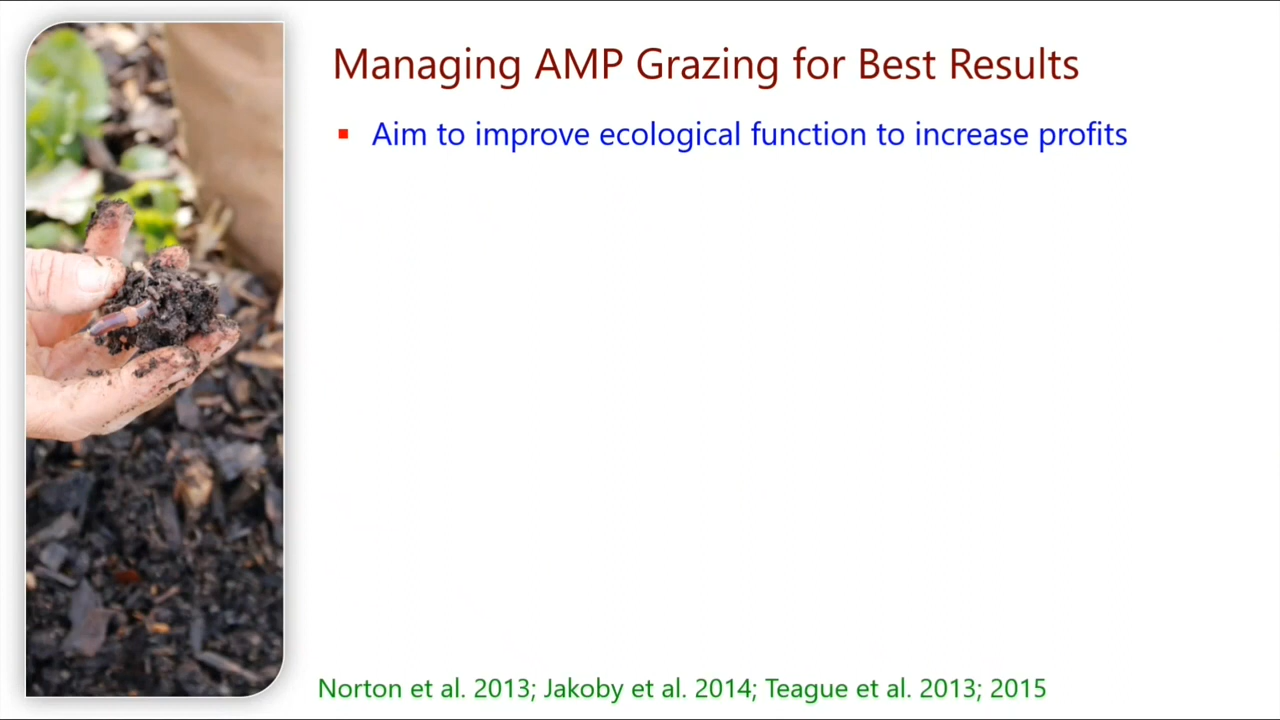 Managing AMP Grazing for Best Results
Aim to improve ecological function to increase profits
Norton et al. 2013; Jakoby et al. 2014; Teague et al. 2013; 2015